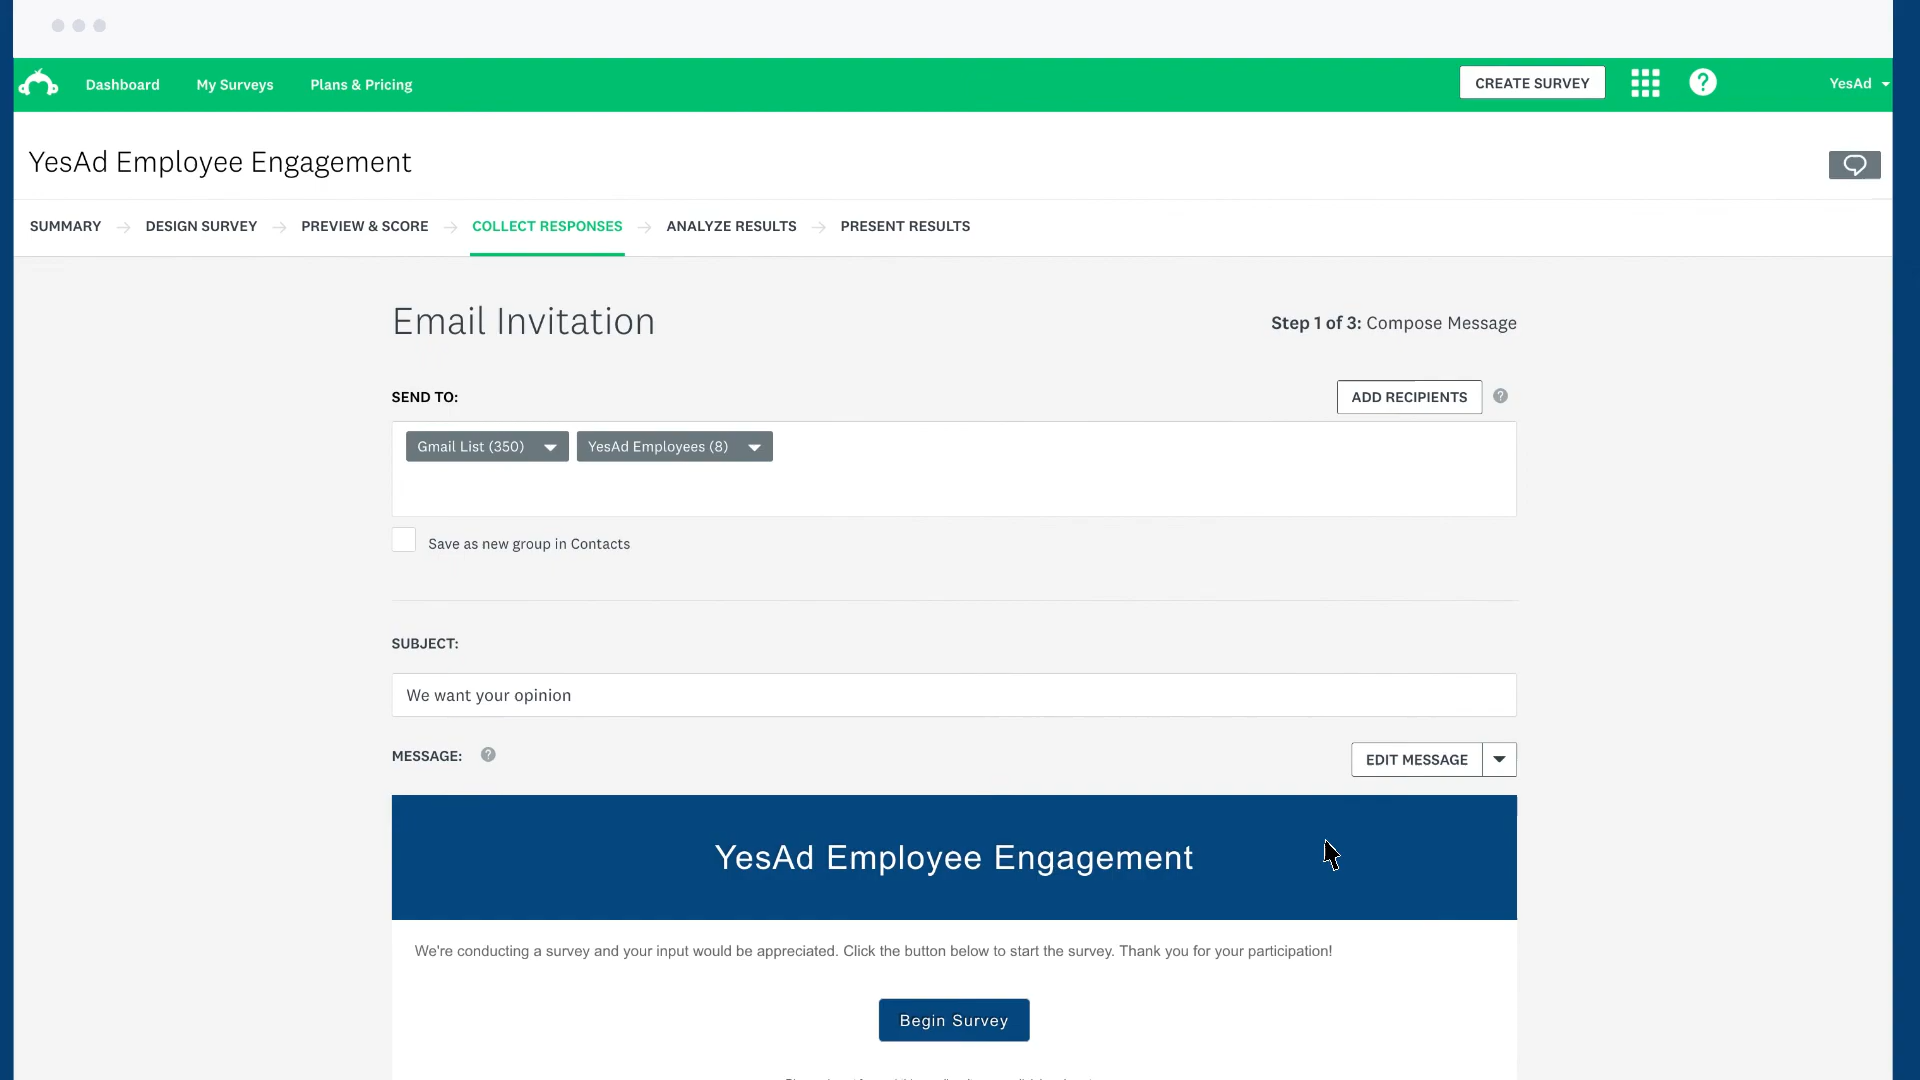 Dashboard My Surveys Plans & Pricing CREATE SURVEY ? YesAd
YesAd Employee Engagement
SUMMARY DESIGN SURVEY PREVIEW & SCORE COLLECT RESPONSES ANALYZE RESULTS PRESENT RESULTS
Email Invitation Step 1 of 3: Compose Message
SEND TO: ADD RECIPIENTS ?
Gmail List (350) YesAd Employees (8)
Save as new group in Contacts
SUBJECT:
We want your opinion
MESSAGE: ? EDIT MESSAGE
YesAd Employee Engagement
We're conducting a survey and your input would be appreciated. Click the button below to start the survey. Thank you for your participation!
Begin Survey